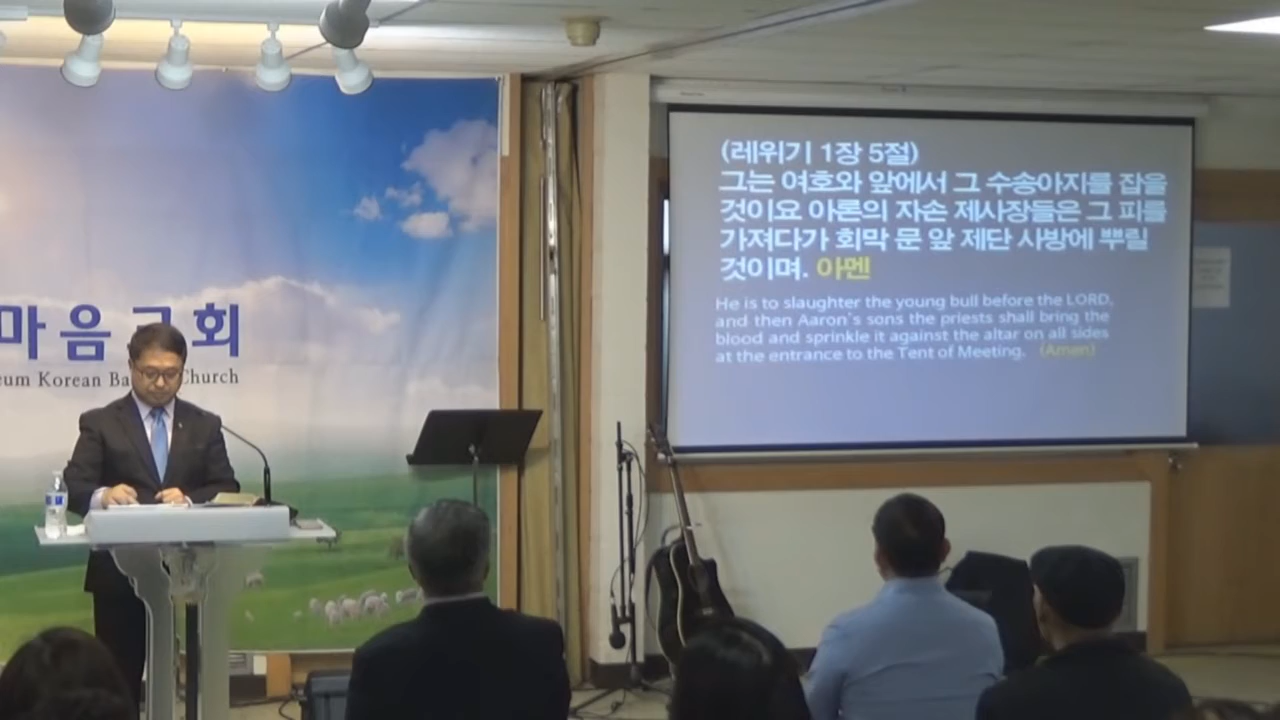 마음교회
eum Korean Baptist Church
(레위기 1장 5절)
그는 여호와 앞에서 그 수송아지를 잡을
것이요 아론의 자손 제사장들은 그 피를
가져다가 회막 문 앞 제단 사방에 뿌릴
것이며. 아멘
He is to slaughter the young bull before the LORD,
and then Aaron's sons the priests shall bring the
blood and sprinkle it against the altar on all sides
at the entrance to the Tent of Meeting. (Amen)